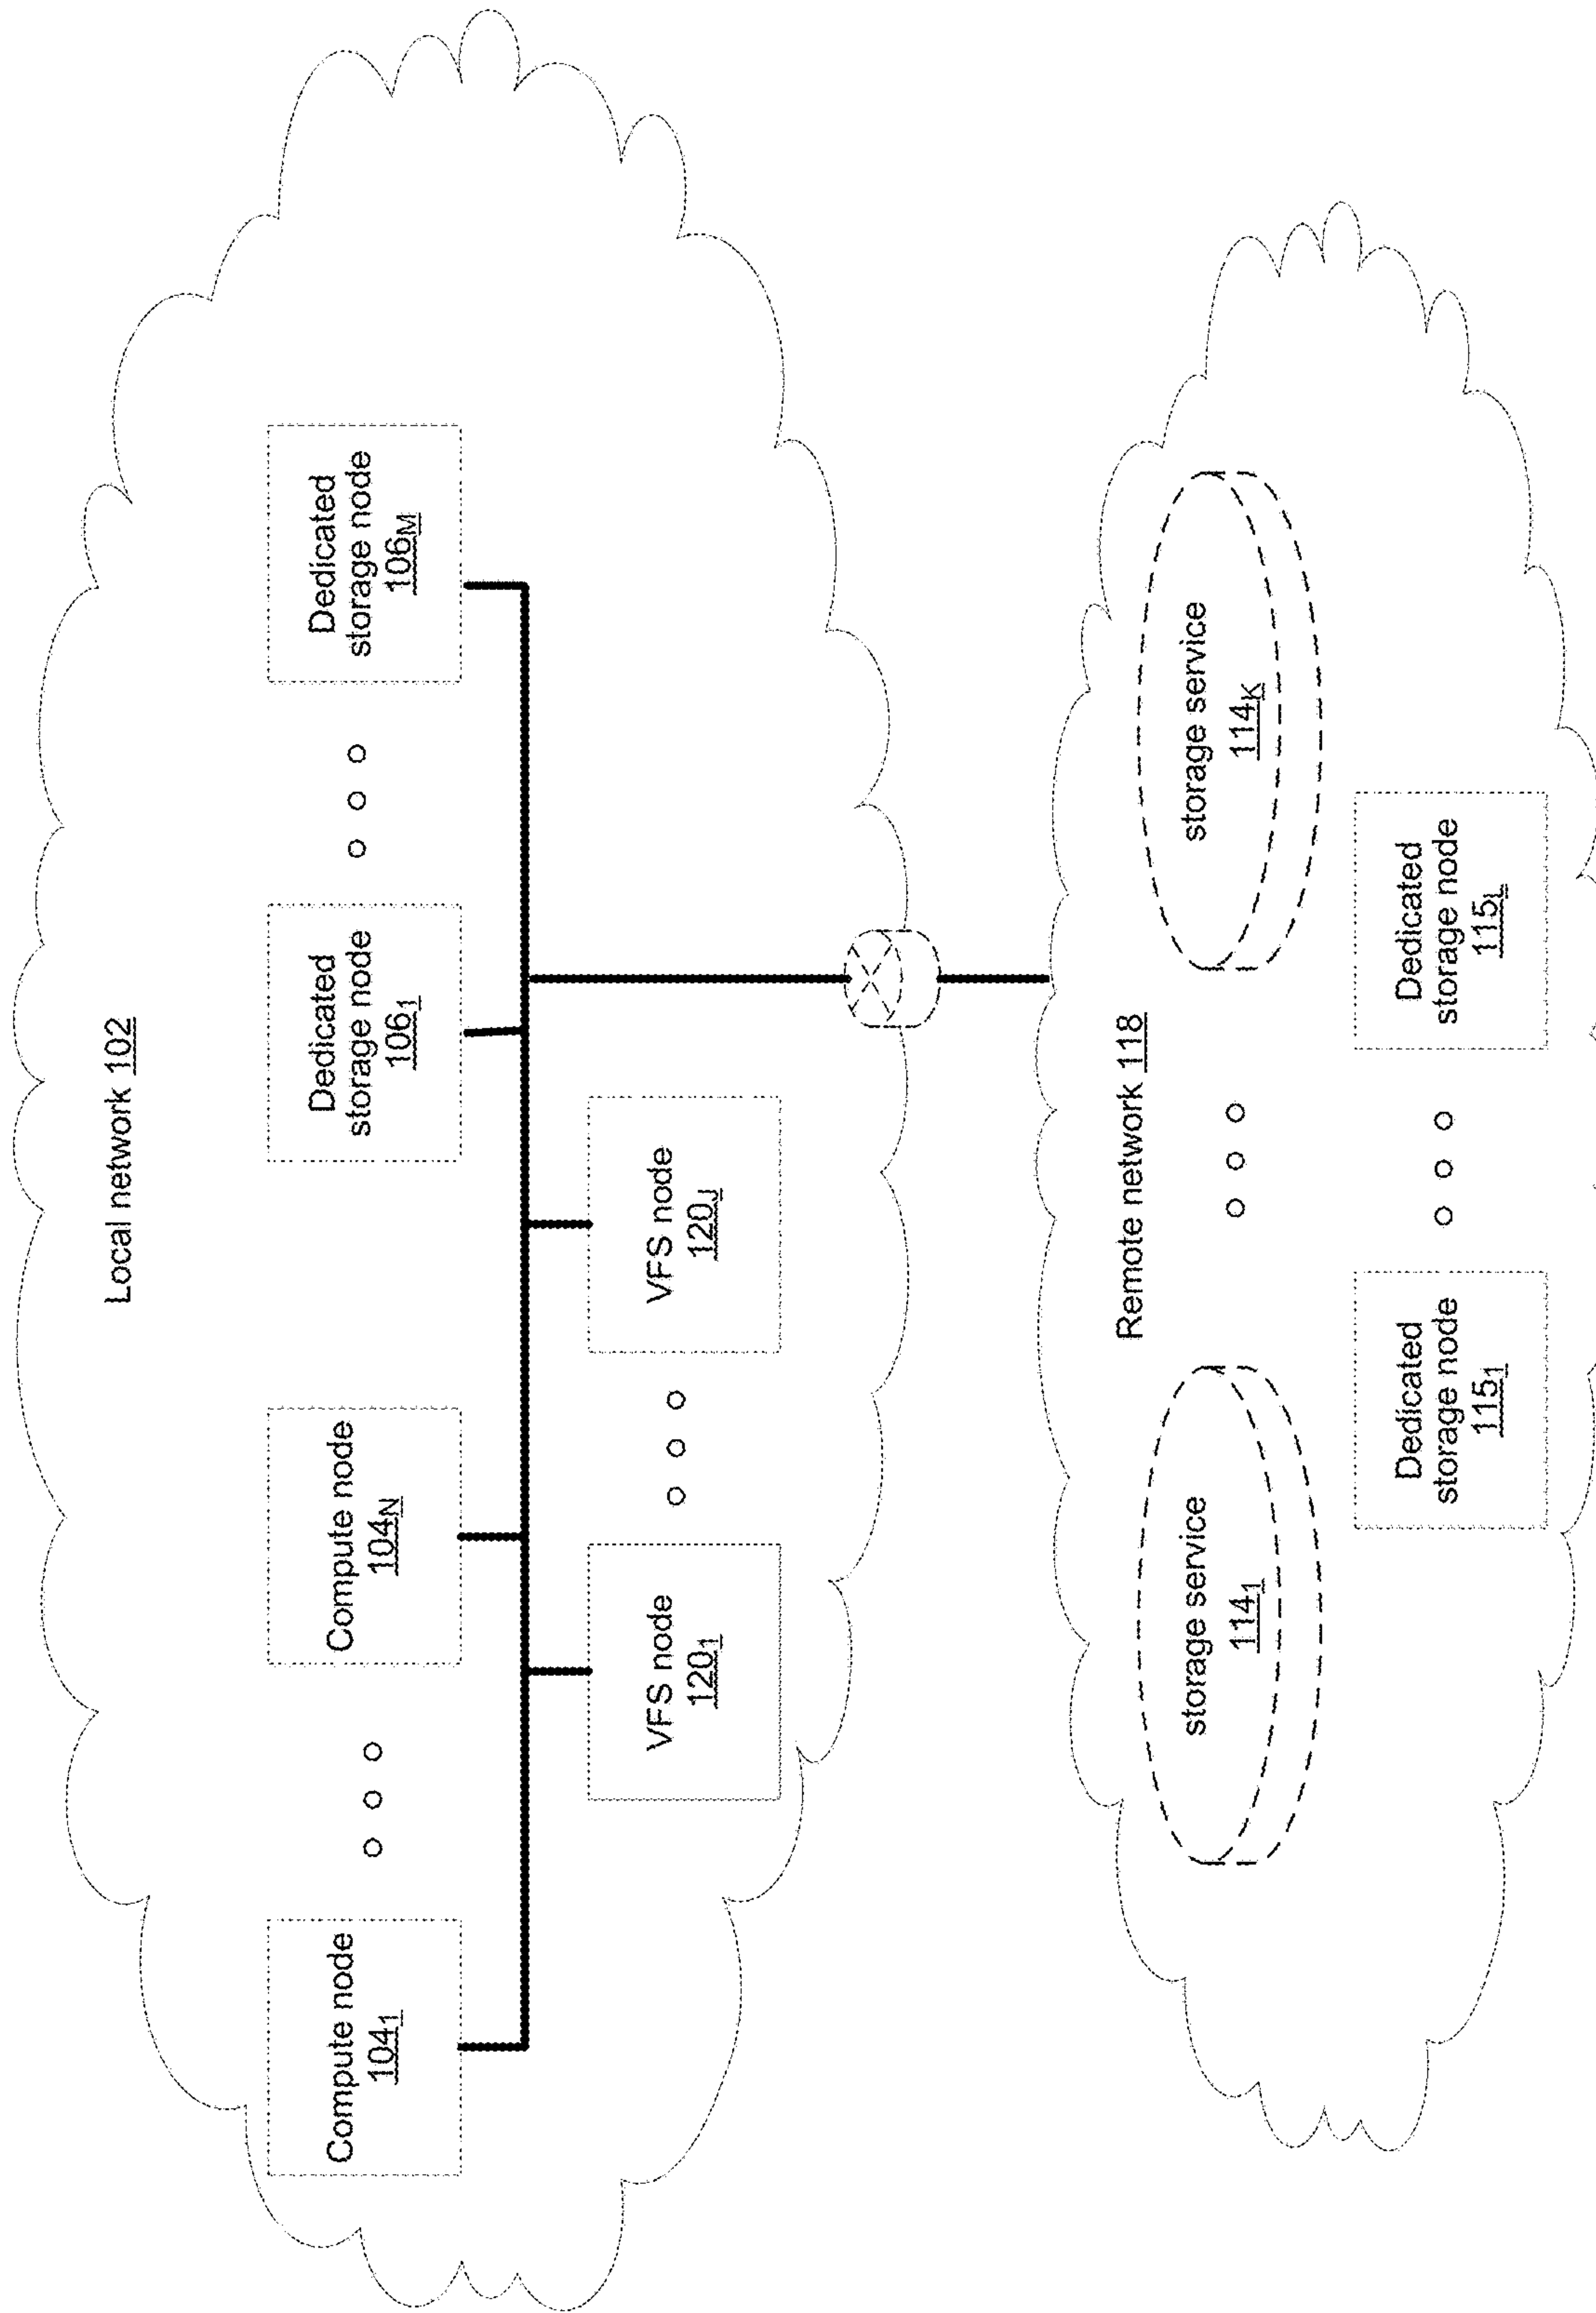 Local network 102
Compute node
104₁
Compute node
104N
Dedicated
storage node
106₁
Dedicated
storage node
106M
VFS node
120₁
VFS node
120J
Remote network 118
storage service
114₁
storage service
114K
Dedicated
storage node
115₁
Dedicated
storage node
115L